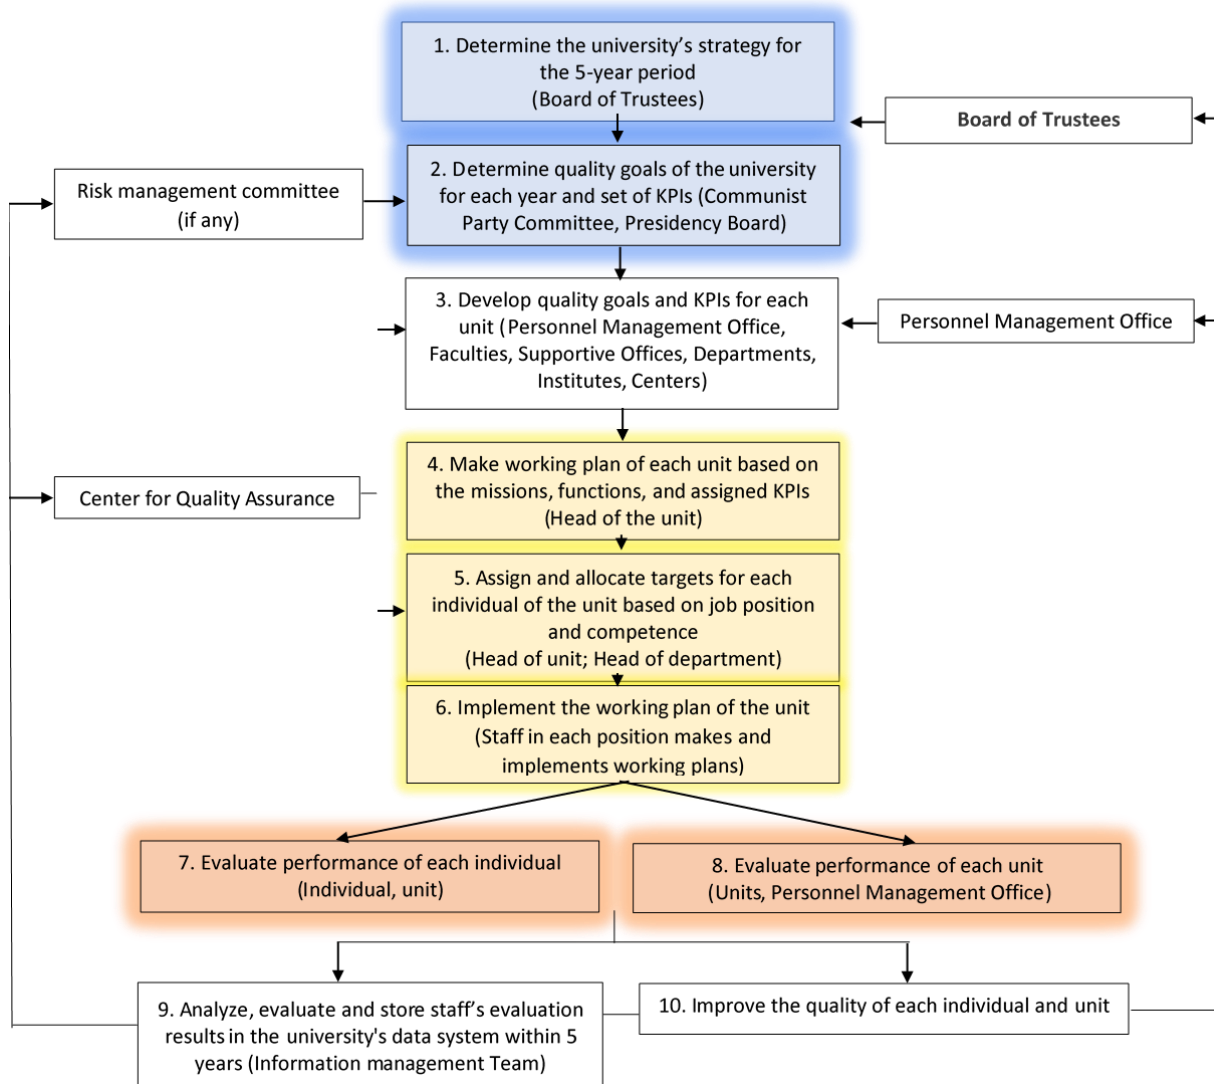 1. Determine the university’s strategy for
the 5-year period
(Board of Trustees)
Board of Trustees
2. Determine quality goals of the university
for each year and set of KPIs (Communist
Party Committee, Presidency Board)
Risk management committee
(if any)
3. Develop quality goals and KPIs for each
unit (Personnel Management Office,
Faculties, Supportive Offices, Departments,
Institutes, Centers)
Personnel Management Office
4. Make working plan of each unit based on
the missions, functions, and assigned KPIs
(Head of the unit)
Center for Quality Assurance
5. Assign and allocate targets for each
individual of the unit based on job position
and competence
(Head of unit; Head of department)
6. Implement the working plan of the unit
(Staff in each position makes and
implements working plans)
7. Evaluate performance of each individual
(Individual, unit)
8. Evaluate performance of each unit
(Units, Personnel Management Office)
9. Analyze, evaluate and store staff’s evaluation
results in the university's data system within 5
years (Information management Team)
10. Improve the quality of each individual and unit